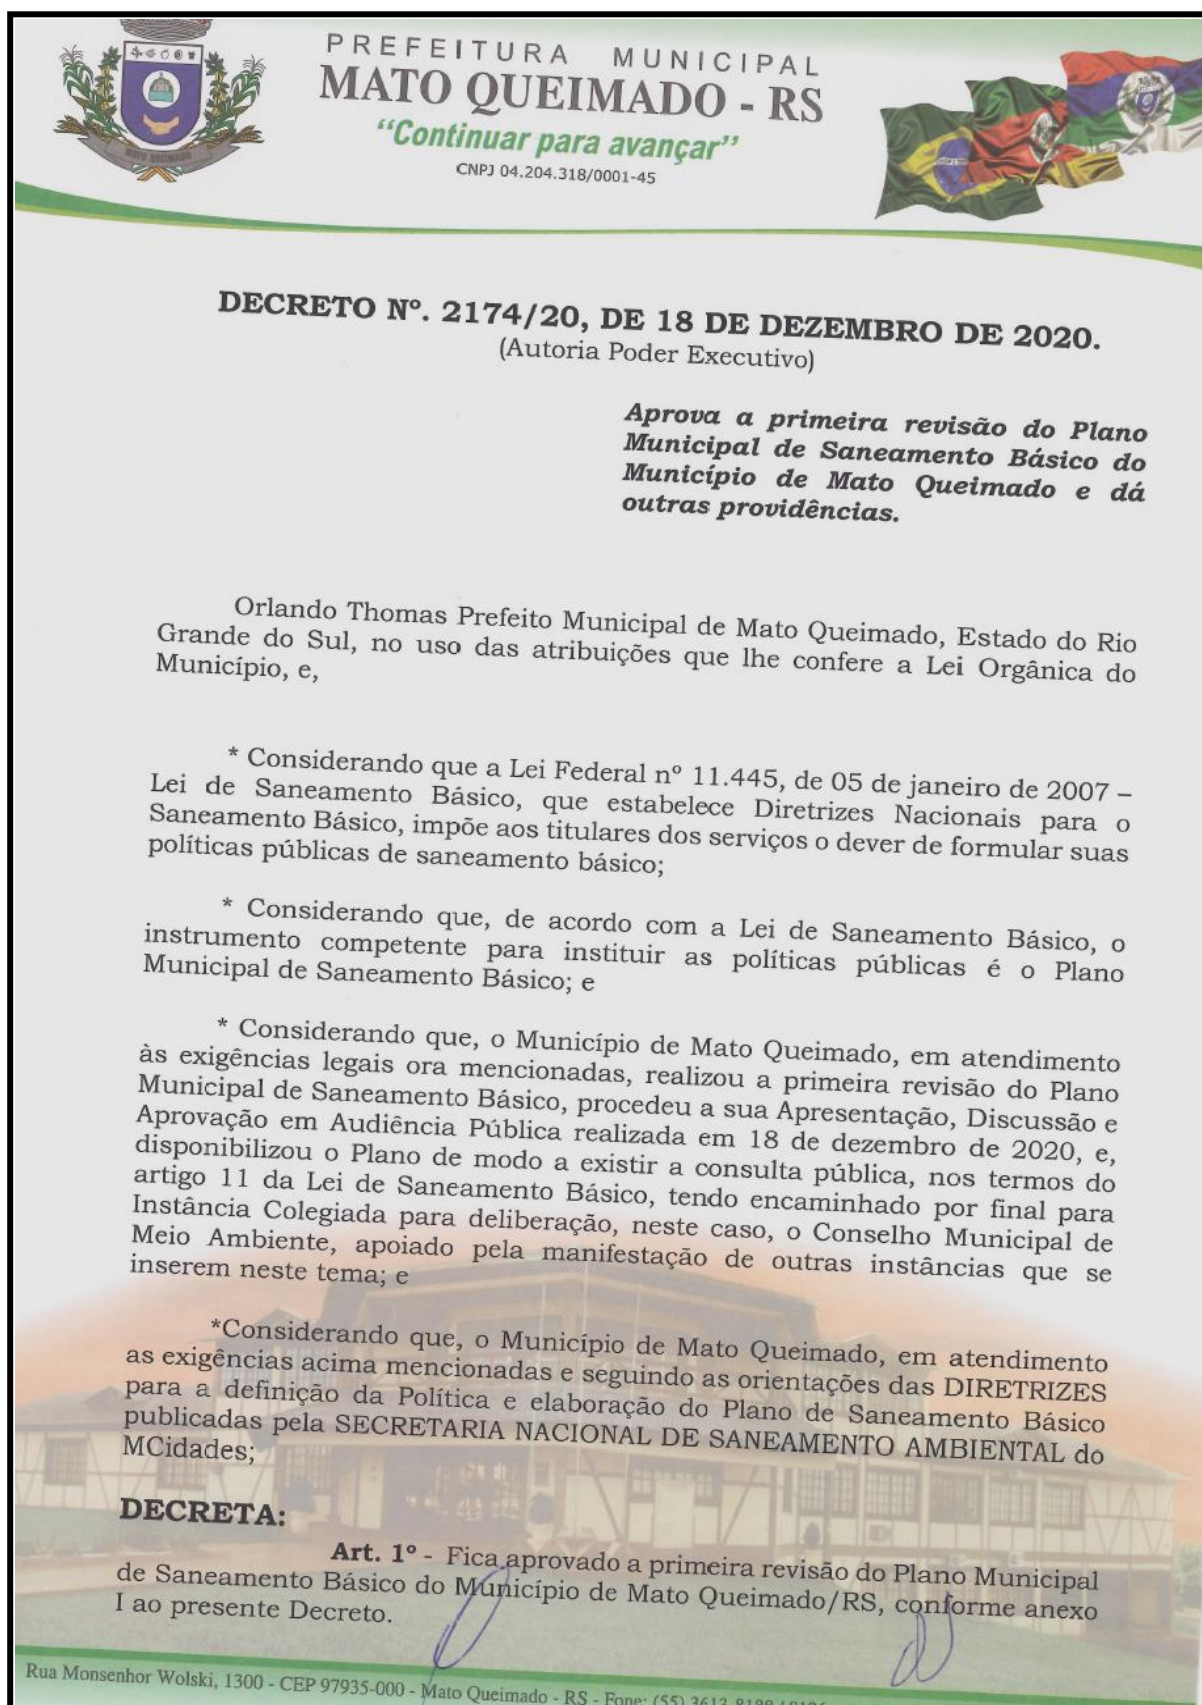 MATO QUEIMADO
PREFEITURA MUNICIPAL
MATO QUEIMADO - RS
“Continuar para avançar”
CNPJ 04.204.318/0001-45
DECRETO Nº. 2174/20, DE 18 DE DEZEMBRO DE 2020.
(Autoria Poder Executivo)
Aprova a primeira revisão do Plano
Municipal de Saneamento Básico do
Município de Mato Queimado e dá
outras providências.
Orlando Thomas Prefeito Municipal de Mato Queimado, Estado do Rio
Grande do Sul, no uso das atribuições que lhe confere a Lei Orgânica do
Município, e,
* Considerando que a Lei Federal nº 11.445, de 05 de janeiro de 2007 –
Lei de Saneamento Básico, que estabelece Diretrizes Nacionais para o
Saneamento Básico, impõe aos titulares dos serviços o dever de formular suas
políticas públicas de saneamento básico;
* Considerando que, de acordo com a Lei de Saneamento Básico, o
instrumento competente para instituir as políticas públicas é o Plano
Municipal de Saneamento Básico; e
* Considerando que, o Município de Mato Queimado, em atendimento
às exigências legais ora mencionadas, realizou a primeira revisão do Plano
Municipal de Saneamento Básico, procedeu a sua Apresentação, Discussão e
Aprovação em Audiência Pública realizada em 18 de dezembro de 2020, e,
disponibilizou o Plano de modo a existir a consulta pública, nos termos do
artigo 11 da Lei de Saneamento Básico, tendo encaminhado por final para
Instância Colegiada para deliberação, neste caso, o Conselho Municipal de
Meio Ambiente, apoiado pela manifestação de outras instâncias que se
inserem neste tema; e
*Considerando que, o Município de Mato Queimado, em atendimento
as exigências acima mencionadas e seguindo as orientações das DIRETRIZES
para a definição da Política e elaboração do Plano de Saneamento Básico
publicadas pela SECRETARIA NACIONAL DE SANEAMENTO AMBIENTAL do
MCidades;
DECRETA:
Art. 1º - Fica aprovado a primeira revisão do Plano Municipal
de Saneamento Básico do Município de Mato Queimado/RS, conforme anexo
I ao presente Decreto.
Rua Monsenhor Wolski, 1300 - CEP 97935-000 - Mato Queimado - RS - Fone: (55) 3613